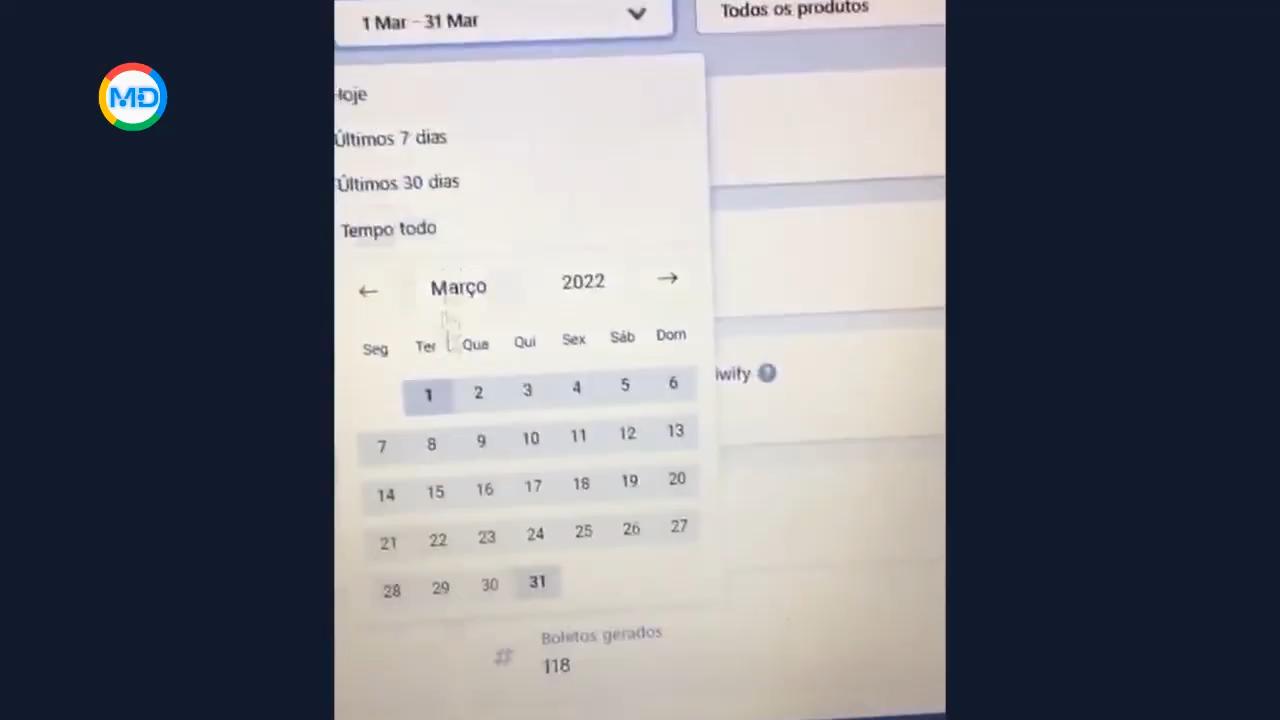 1 Mar - 31 Mar
Todos os produtos
MD
Hoje
Últimos 7 dias
Últimos 30 dias
Tempo todo
← Março 2022 →
Seg Ter Qua Qui Sex Sáb Dom
1 2 3 4 5 6
7 8 9 10 11 12 13
14 15 16 17 18 19 20
21 22 23 24 25 26 27
28 29 30 31
iwify ?
Boletos gerados
# 118